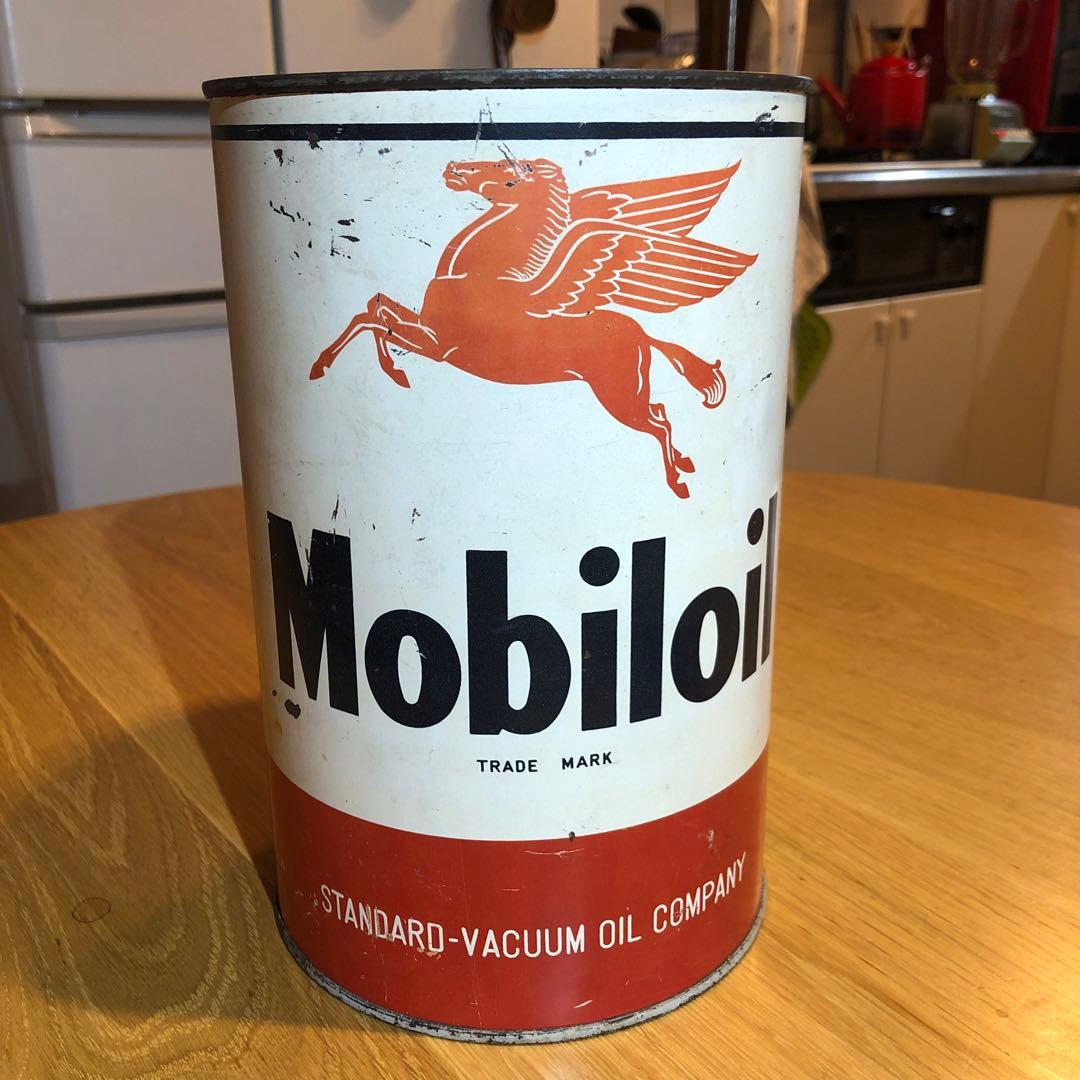 Mobiloil
TRADE MARK
STANDARD-VACUUM OIL COMPANY